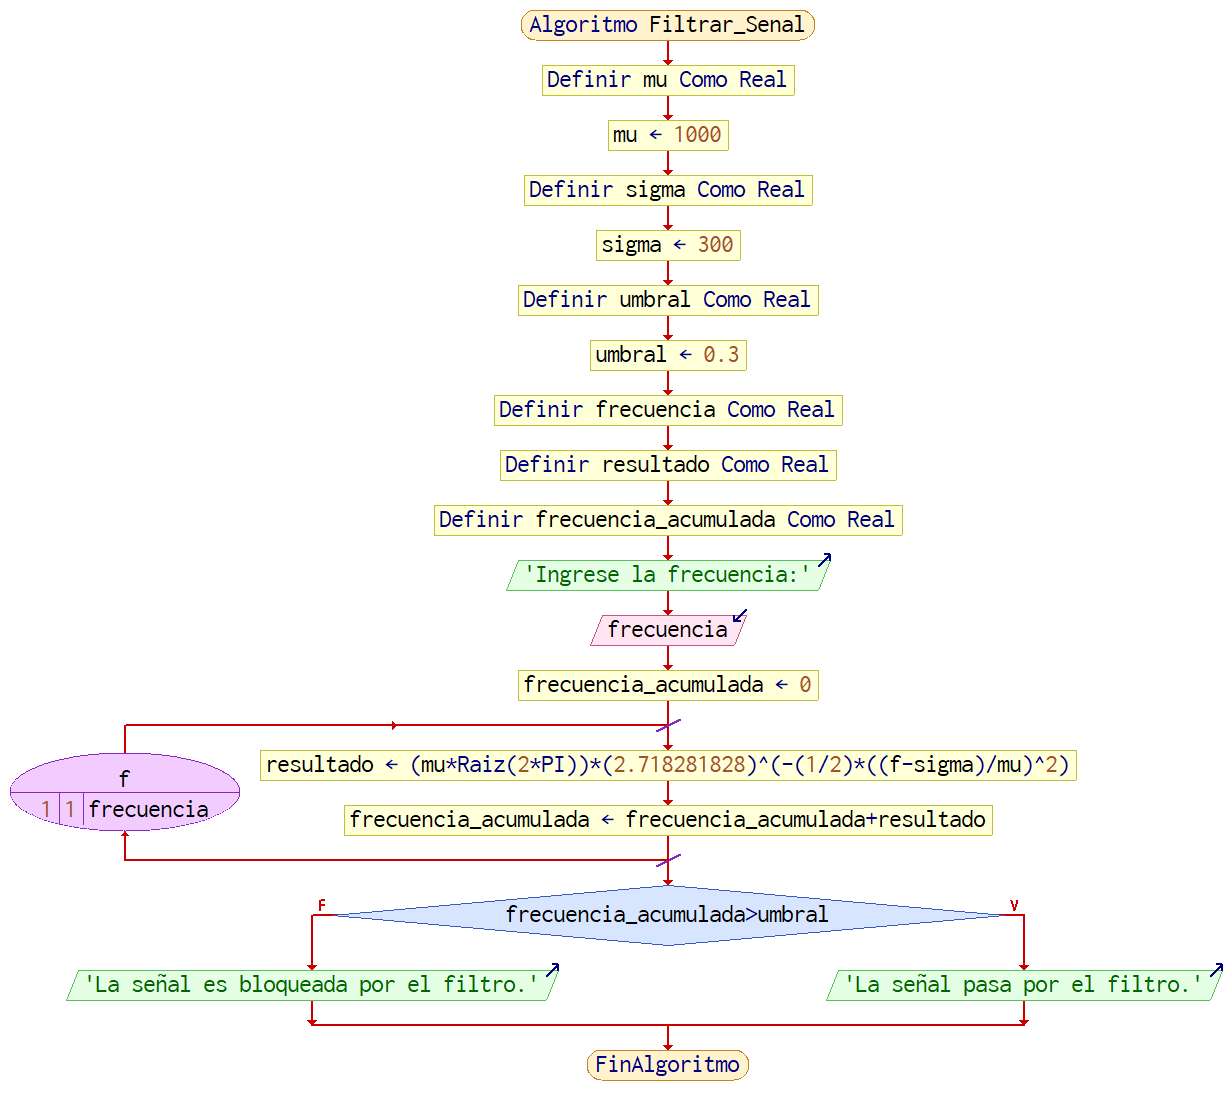 Algoritmo Filtrar_Senal
Definir mu Como Real
mu ← 1000
Definir sigma Como Real
sigma ← 300
Definir umbral Como Real
umbral ← 0.3
Definir frecuencia Como Real
Definir resultado Como Real
Definir frecuencia_acumulada Como Real
'Ingrese la frecuencia:'
frecuencia
frecuencia_acumulada ← 0
f
1 1 frecuencia
resultado ← (mu*Raiz(2*PI))*(2.718281828)^(-(1/2)*((f-sigma)/mu)^2)
frecuencia_acumulada ← frecuencia_acumulada+resultado
F
V
frecuencia_acumulada>umbral
'La señal es bloqueada por el filtro.'
'La señal pasa por el filtro.'
FinAlgoritmo